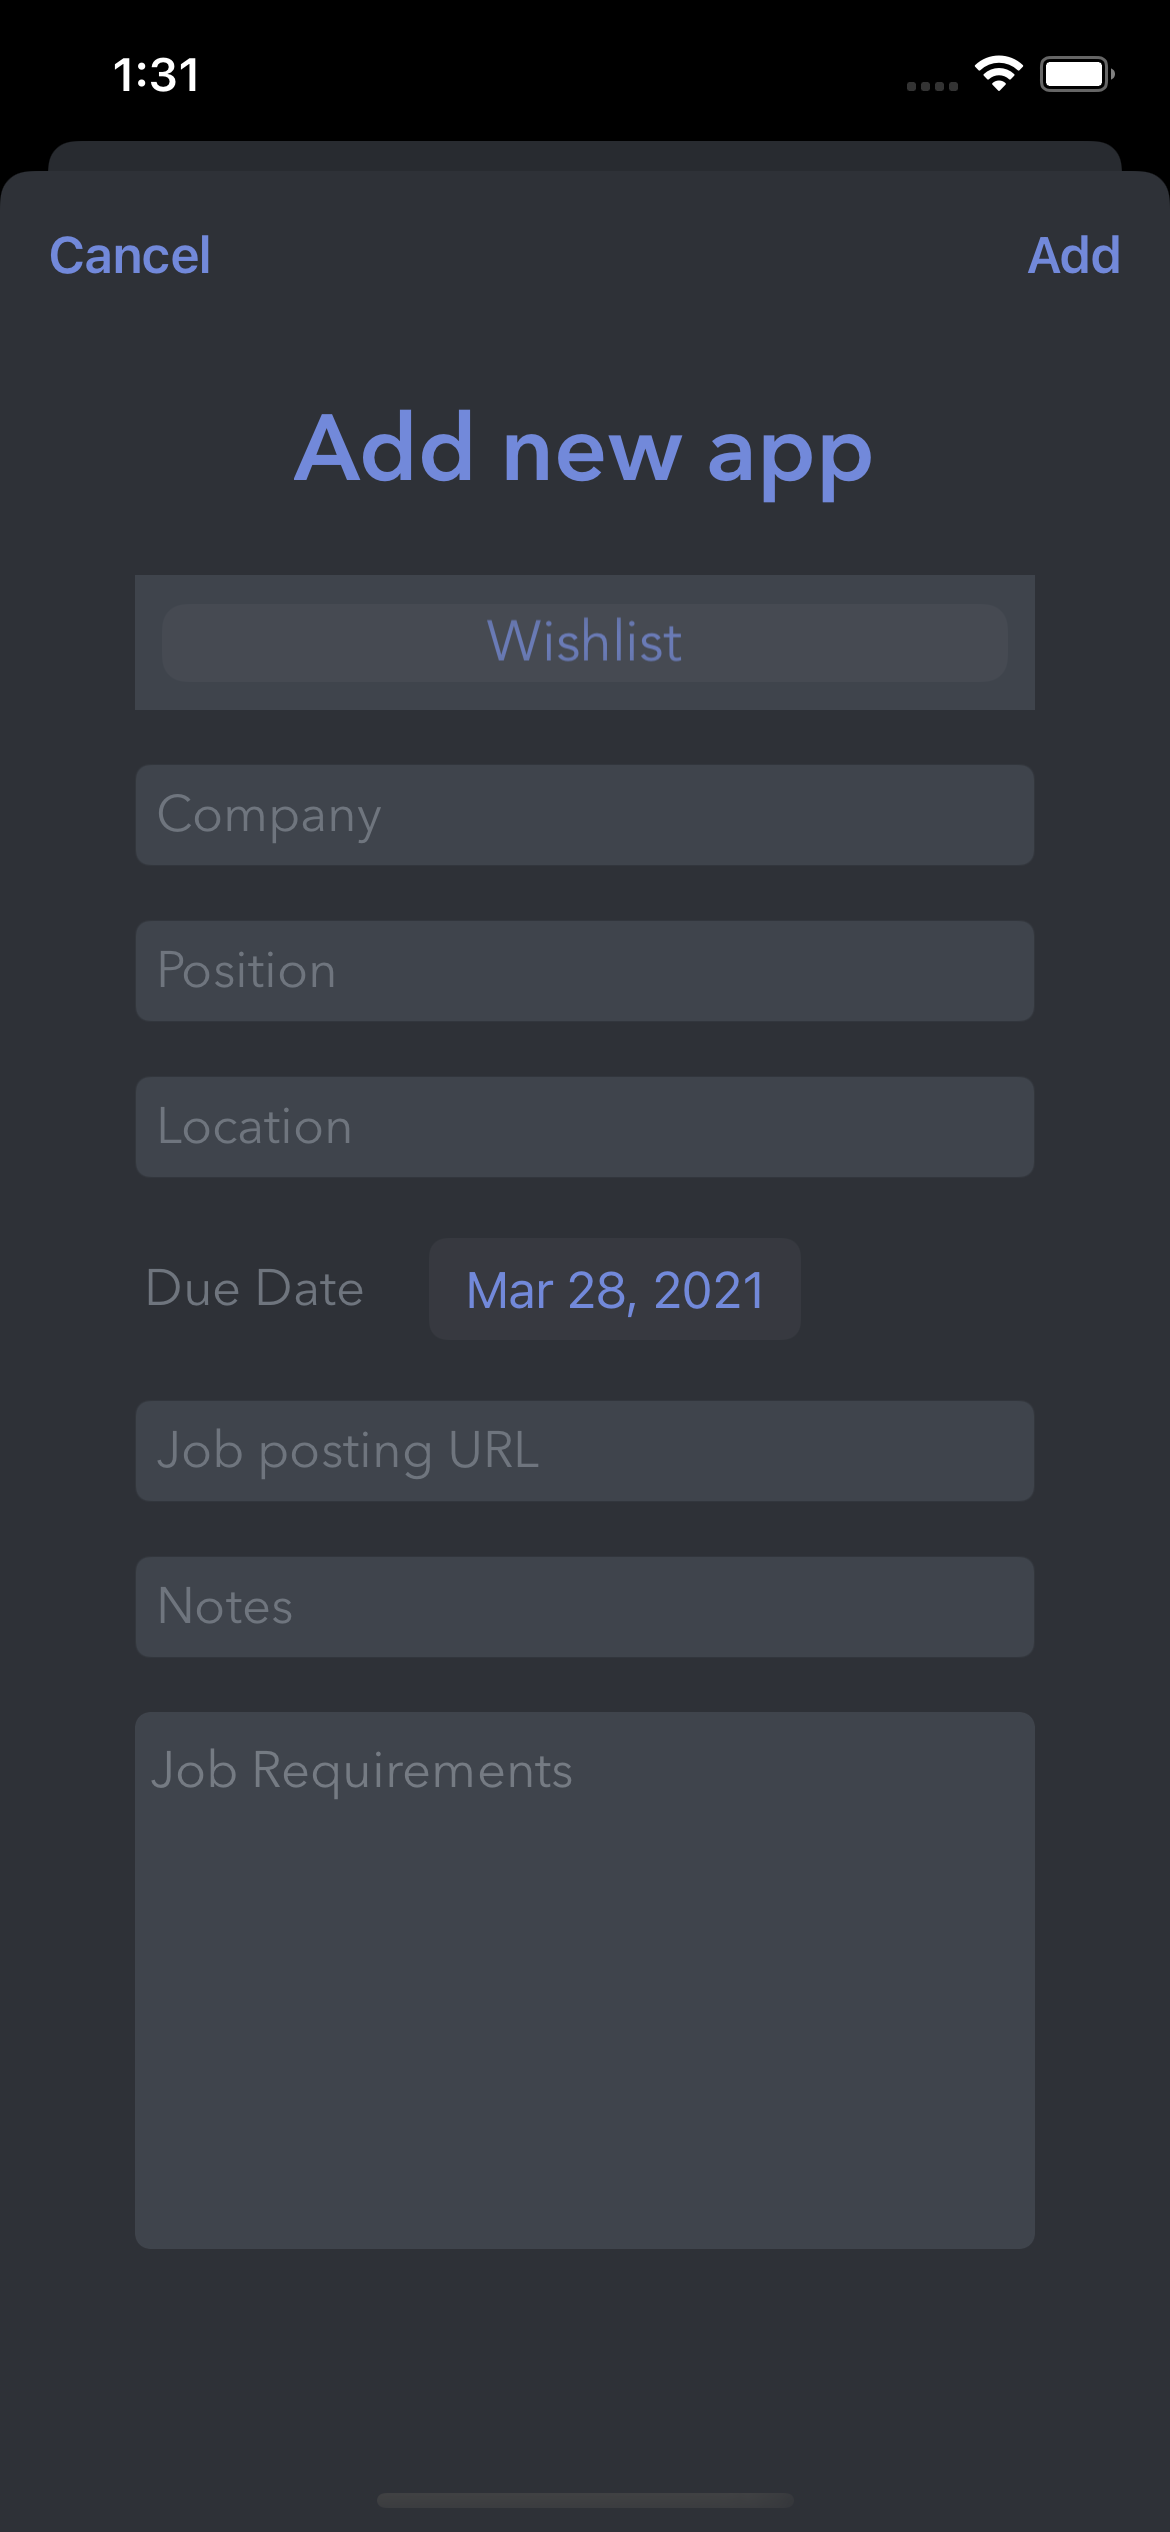 1:31
Cancel
Add
Add new app
Wishlist
Company
Position
Location
Due Date
Mar 28, 2021
Job posting URL
Notes
Job Requirements